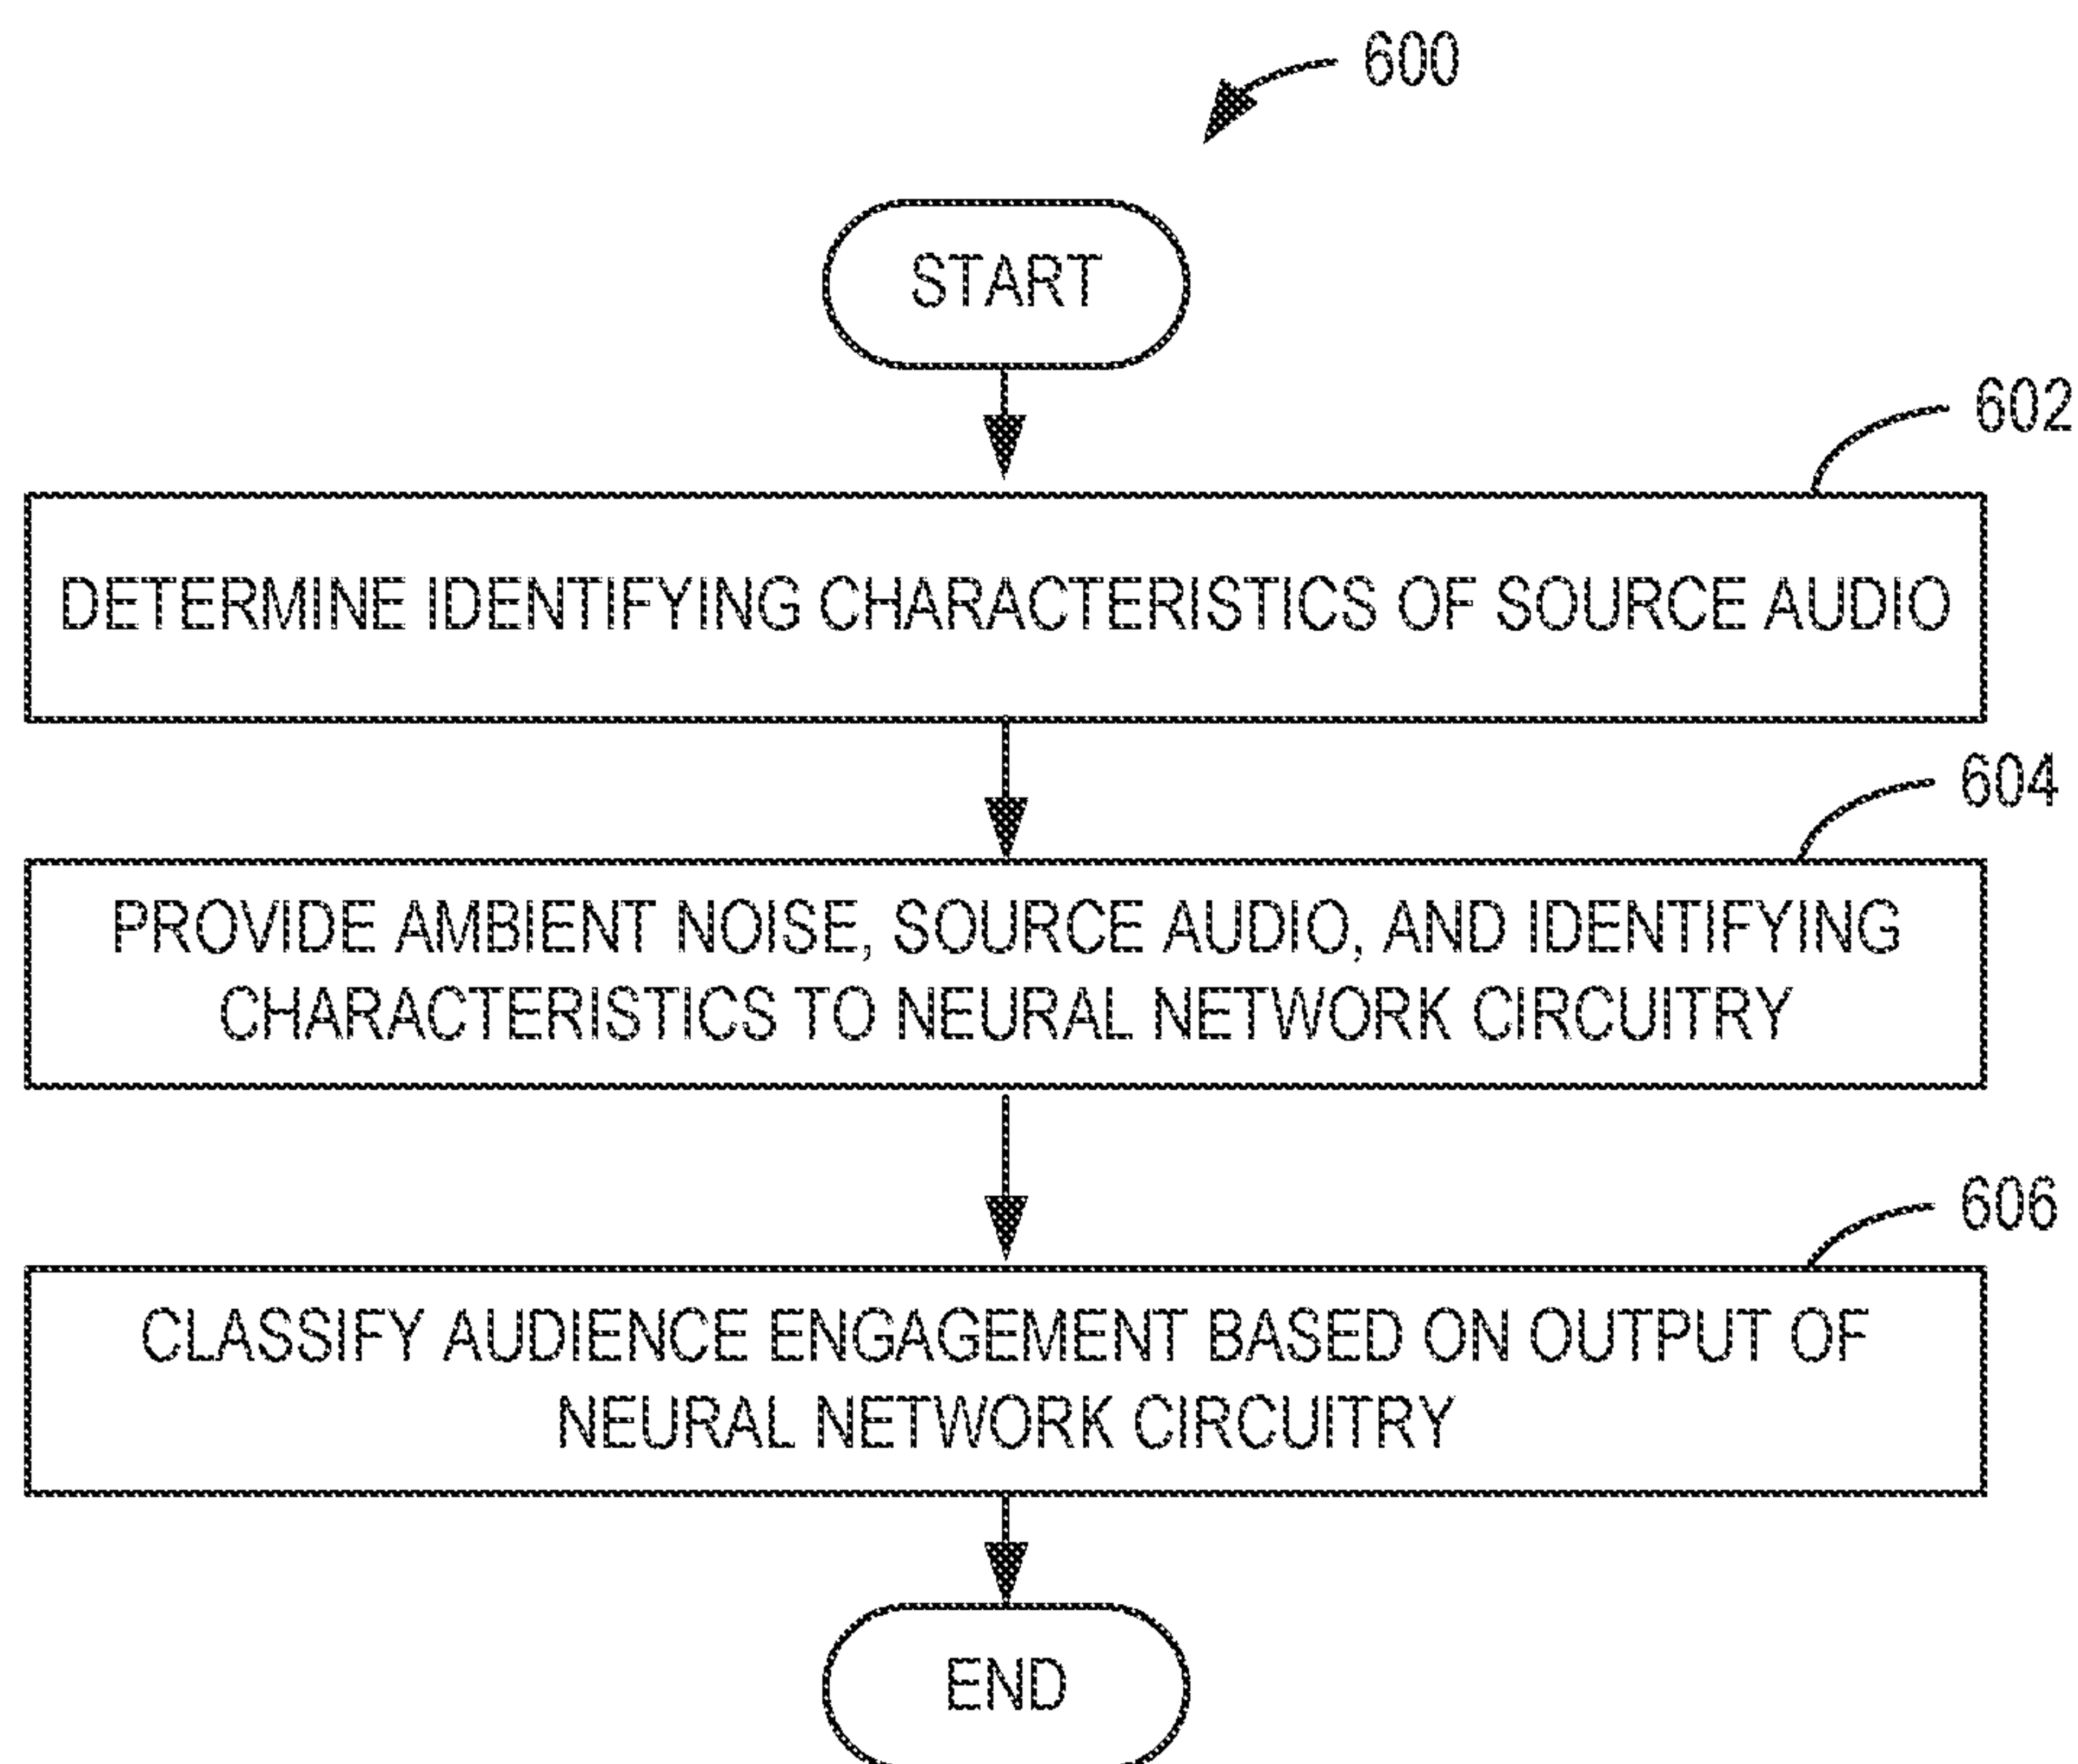 600
START
602
DETERMINE IDENTIFYING CHARACTERISTICS OF SOURCE AUDIO
604
PROVIDE AMBIENT NOISE, SOURCE AUDIO, AND IDENTIFYING
CHARACTERISTICS TO NEURAL NETWORK CIRCUITRY
606
CLASSIFY AUDIENCE ENGAGEMENT BASED ON OUTPUT OF
NEURAL NETWORK CIRCUITRY
END